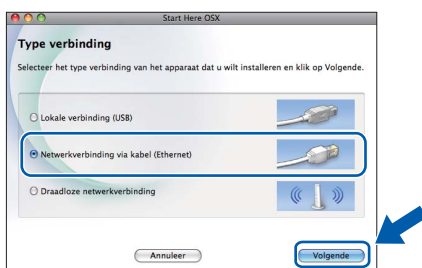 Start Here OSX
Type verbinding
Selecteer het type verbinding van het apparaat dat u wilt installeren en klik op Volgende.
Lokale verbinding (USB)
Netwerkverbinding via kabel (Ethernet)
Draadloze netwerkverbinding
Annuleer
Volgende